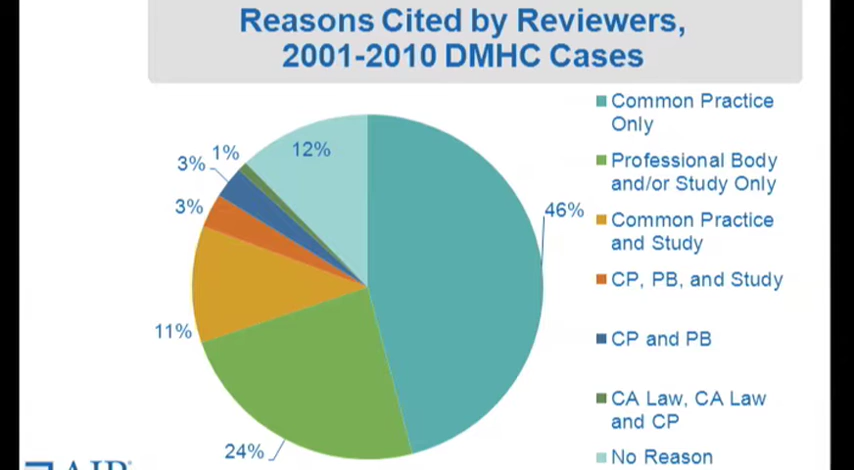 Reasons Cited by Reviewers,
2001-2010 DMHC Cases
Common Practice
Only
Professional Body
and/or Study Only
Common Practice
and Study
CP, PB, and Study
CP and PB
CA Law, CA Law
and CP
No Reason
46%
24%
11%
3%
3%
1%
12%